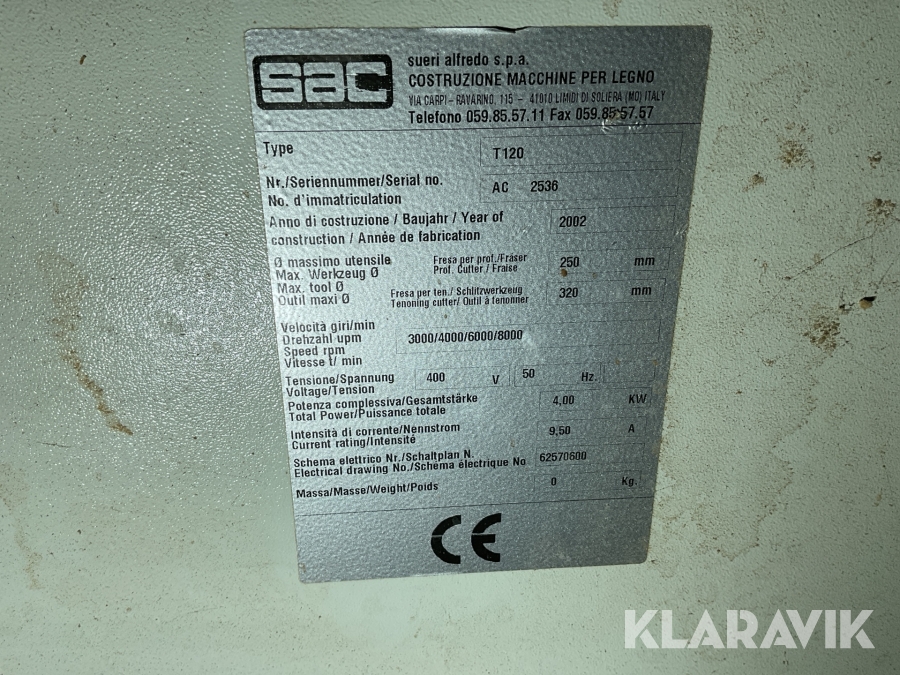 sac
sueri alfredo s.p.a.
COSTRUZIONE MACCHINE PER LEGNO
VIA CARPI - RAVARINO, 115 - 41010 LIMIDI DI SOLIERA (MO) ITALY
Telefono 059.85.57.11 Fax 059.85.57.57
Type T120
Nr./Seriennummer/Serial no. AC 2536
No. d'immatriculation
Anno di costruzione / Baujahr / Year of 2002
construction / Année de fabrication
Ø massimo utensile Fresa per prof./Fräser 250 mm
Max. Werkzeug Ø Prof. Cutter / Fraise
Max. tool Ø Fresa per ten./ Schlitzwerkzeug 320 mm
Outil maxi Ø Tenoning cutter/ Outil à tenonner
Velocità giri/min
Drehzahl upm 3000/4000/6000/8000
Speed rpm
Vitesse t/ min
Tensione/Spannung 400 V 50 Hz.
Voltage/Tension
Potenza complessiva/Gesamtstärke 4,00 KW
Total Power/Puissance totale
Intensità di corrente/Nennstrom 9,50 A
Current rating/Intensité
Schema elettrico Nr./Schaltplan N. 62570600
Electrical drawing No./Schema électrique No
Massa/Masse/Weight/Poids 0 Kg.
CE
KLARAVIK